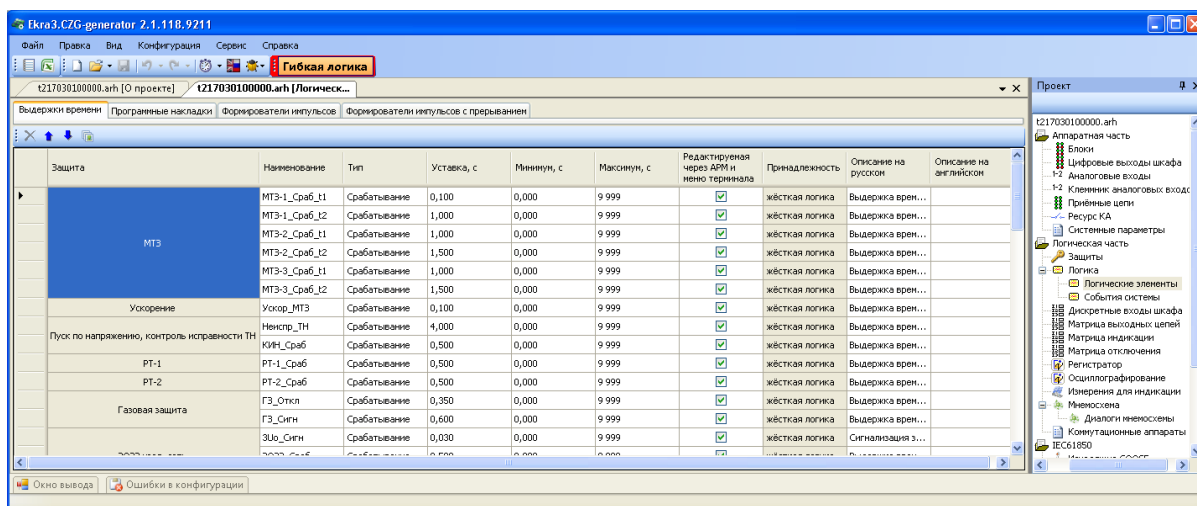 Ekra3.CZG-generator 2.1.118.9211
Файл Правка Вид Конфигурация Сервис Справка
Гибкая логика
t217030100000.arh [О проекте] t217030100000.arh [Логическ...
Выдержки времени Программные накладки Формирователи импульсов Формирователи импульсов с прерыванием
Защита Наименование Тип Уставка, с Минимум, с Максимум, с Редактируемая через АРМ и меню терминала Принадлежность Описание на русском Описание на английском
МТЗ
МТЗ-1_Сраб_t1 Срабатывание 0,100 0,000 9 999 жёсткая логика Выдержка врем...
МТЗ-1_Сраб_t2 Срабатывание 1,000 0,000 9 999 жёсткая логика Выдержка врем...
МТЗ-2_Сраб_t1 Срабатывание 1,000 0,000 9 999 жёсткая логика Выдержка врем...
МТЗ-2_Сраб_t2 Срабатывание 1,500 0,000 9 999 жёсткая логика Выдержка врем...
МТЗ-3_Сраб_t1 Срабатывание 1,000 0,000 9 999 жёсткая логика Выдержка врем...
МТЗ-3_Сраб_t2 Срабатывание 1,500 0,000 9 999 жёсткая логика Выдержка врем...
Ускорение Ускор_МТЗ Срабатывание 0,100 0,000 9 999 жёсткая логика Выдержка врем...
Пуск по напряжению, контроль исправности ТН
Неиспр_ТН Срабатывание 4,000 0,000 9 999 жёсткая логика Выдержка врем...
КИН_Сраб Срабатывание 0,500 0,000 9 999 жёсткая логика Выдержка врем...
РТ-1 РТ-1_Сраб Срабатывание 0,500 0,000 9 999 жёсткая логика Выдержка врем...
РТ-2 РТ-2_Сраб Срабатывание 0,500 0,000 9 999 жёсткая логика Выдержка врем...
Газовая защита
ГЗ_Откл Срабатывание 0,350 0,000 9 999 жёсткая логика Выдержка врем...
ГЗ_Сигн Срабатывание 0,600 0,000 9 999 жёсткая логика Выдержка врем...
3Uo_Сигн Срабатывание 0,030 0,000 9 999 жёсткая логика Сигнализация з...
Окно вывода Ошибки в конфигурации
Проект
t217030100000.arh
Аппаратная часть
Блоки
Цифровые выходы шкафа
Аналоговые входы
Клеммник аналоговых входо
Приёмные цепи
Ресурс КА
Системные параметры
Логическая часть
Защиты
Логика
Логические элементы
События системы
Дискретные входы шкафа
Матрица выходных цепей
Матрица индикации
Матрица отключения
Регистратор
Осциллографирование
Измерения для индикации
Мнемосхема
Диалоги мнемосхемы
Коммутационные аппараты
IEC61850